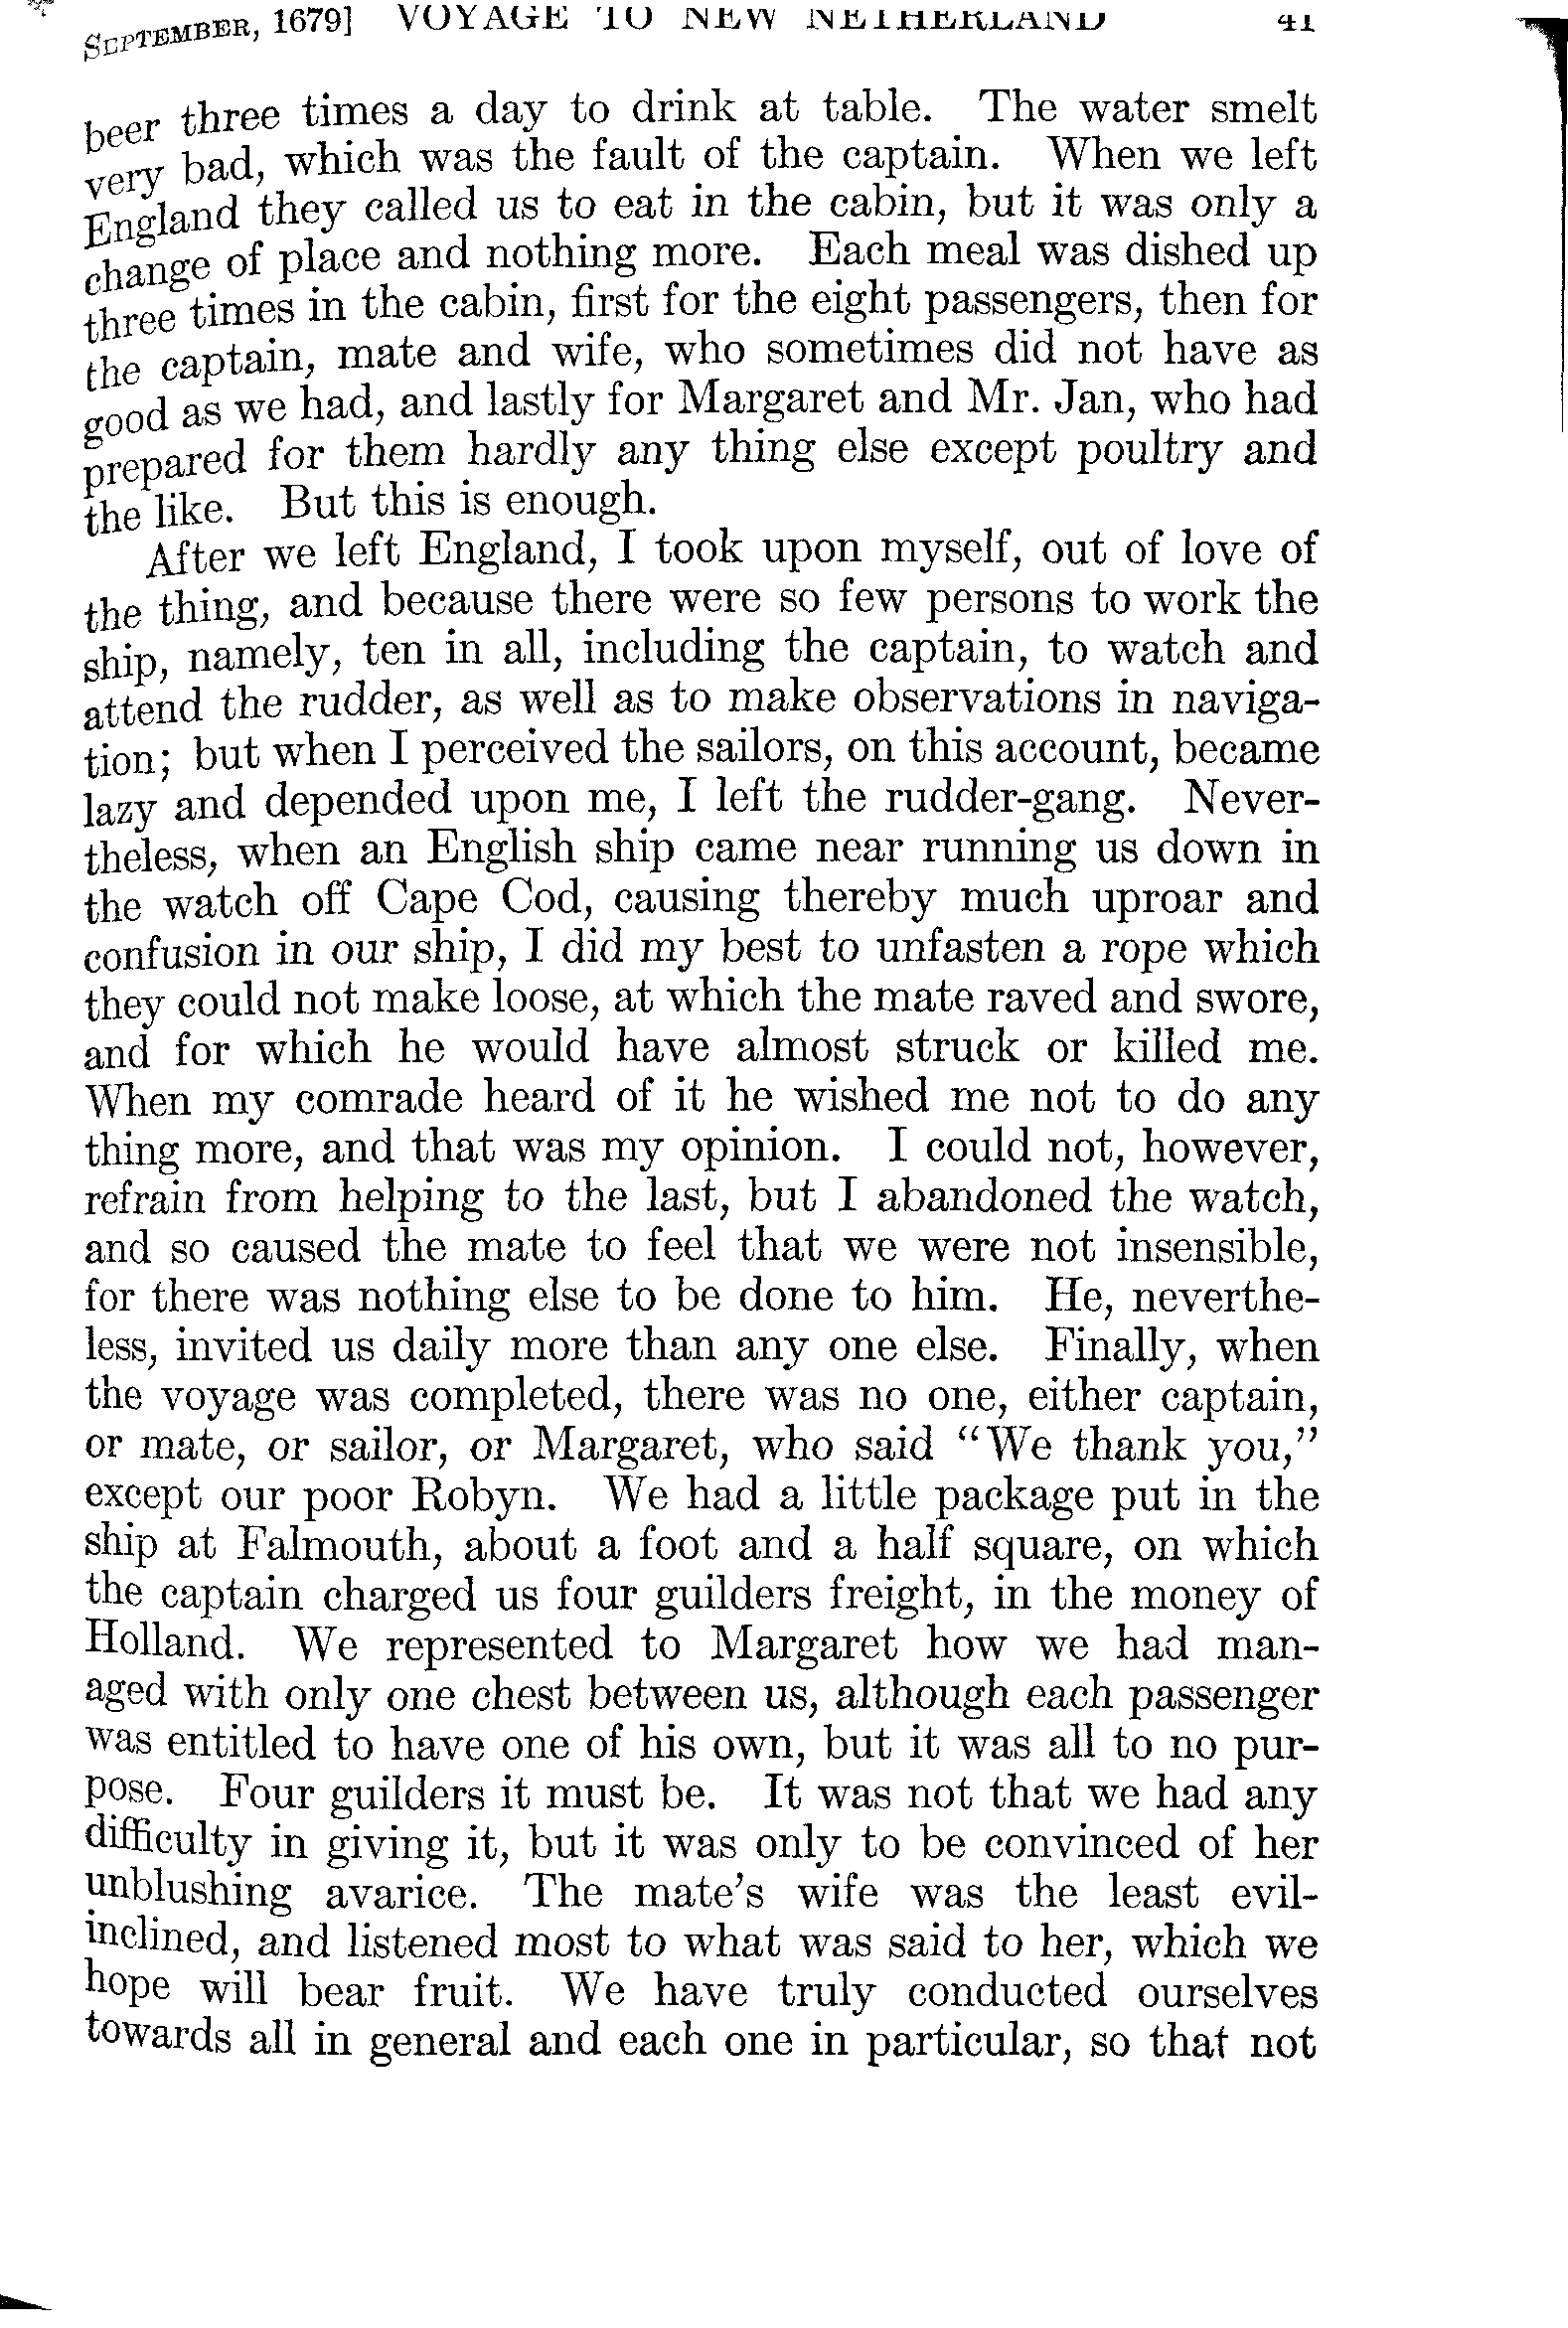 SEPTEMBER, 1679] VOYAGE TO NEW NETHERLAND 41
beer three times a day to drink at table. The water smelt
very bad, which was the fault of the captain. When we left
England they called us to eat in the cabin, but it was only a
change of place and nothing more. Each meal was dished up
three times in the cabin, first for the eight passengers, then for
the captain, mate and wife, who sometimes did not have as
good as we had, and lastly for Margaret and Mr. Jan, who had
prepared for them hardly any thing else except poultry and
the like. But this is enough.
After we left England, I took upon myself, out of love of
the thing, and because there were so few persons to work the
ship, namely, ten in all, including the captain, to watch and
attend the rudder, as well as to make observations in naviga-
tion; but when I perceived the sailors, on this account, became
lazy and depended upon me, I left the rudder-gang. Never-
theless, when an English ship came near running us down in
the watch off Cape Cod, causing thereby much uproar and
confusion in our ship, I did my best to unfasten a rope which
they could not make loose, at which the mate raved and swore,
and for which he would have almost struck or killed me.
When my comrade heard of it he wished me not to do any
thing more, and that was my opinion. I could not, however,
refrain from helping to the last, but I abandoned the watch,
and so caused the mate to feel that we were not insensible,
for there was nothing else to be done to him. He, neverthe-
less, invited us daily more than any one else. Finally, when
the voyage was completed, there was no one, either captain,
or mate, or sailor, or Margaret, who said “We thank you,”
except our poor Robyn. We had a little package put in the
ship at Falmouth, about a foot and a half square, on which
the captain charged us four guilders freight, in the money of
Holland. We represented to Margaret how we had man-
aged with only one chest between us, although each passenger
was entitled to have one of his own, but it was all to no pur-
pose. Four guilders it must be. It was not that we had any
difficulty in giving it, but it was only to be convinced of her
unblushing avarice. The mate's wife was the least evil-
inclined, and listened most to what was said to her, which we
hope will bear fruit. We have truly conducted ourselves
towards all in general and each one in particular, so that not